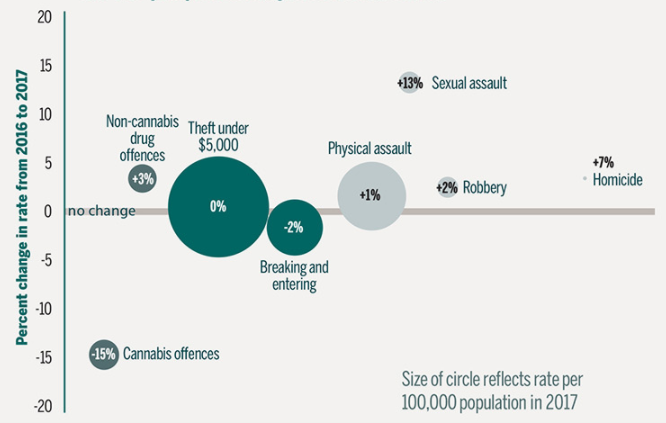 20
15
10
5
0
-5
-10
-15
-20
Percent change in rate from 2016 to 2017
no change
+13% Sexual assault
Non-cannabis
drug
offences
+3%
Theft under
$5,000
0%
Physical assault
+1%
+2% Robbery
+7%
Homicide
-2%
Breaking and
entering
-15% Cannabis offences
Size of circle reflects rate per
100,000 population in 2017